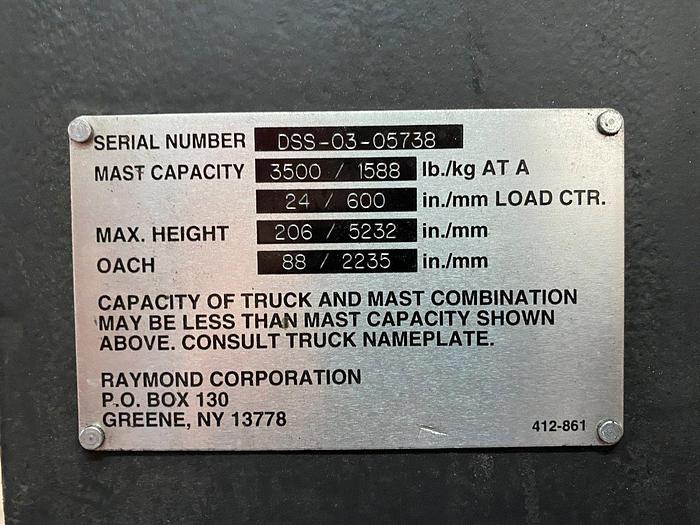 SERIAL NUMBER DSS-03-05738
MAST CAPACITY 3500 / 1588 lb./kg AT A
24 / 600 in./mm LOAD CTR.
MAX. HEIGHT 206 / 5232 in./mm
OACH 88 / 2235 in./mm
CAPACITY OF TRUCK AND MAST COMBINATION
MAY BE LESS THAN MAST CAPACITY SHOWN
ABOVE. CONSULT TRUCK NAMEPLATE.
RAYMOND CORPORATION
P.O. BOX 130
GREENE, NY 13778
412-861